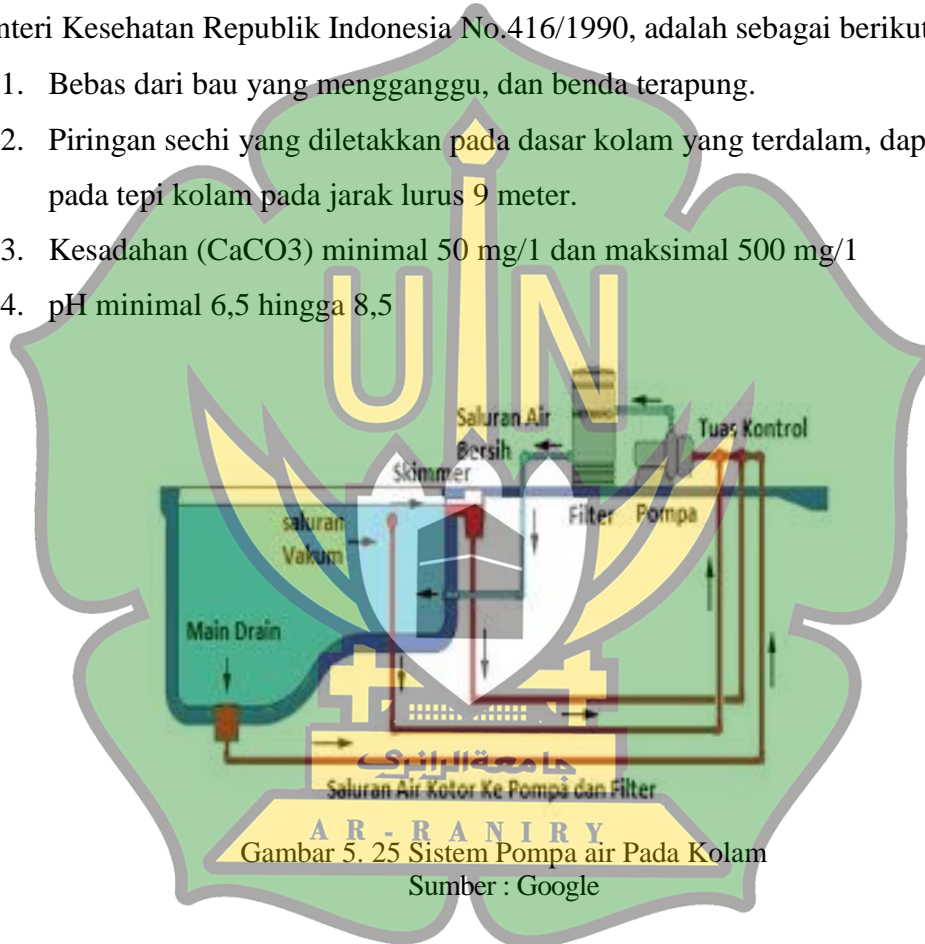 nteri Kesehatan Republik Indonesia No.416/1990, adalah sebagai berikut
1. Bebas dari bau yang mengganggu, dan benda terapung.
2. Piringan sechi yang diletakkan pada dasar kolam yang terdalam, dap
pada tepi kolam pada jarak lurus 9 meter.
3. Kesadahan (CaCO3) minimal 50 mg/1 dan maksimal 500 mg/1
4. pH minimal 6,5 hingga 8,5
UIN
Saluran Air
Bersih
Tuas Kontrol
Skimmer
saluran
Vakum
Filter
Pompa
Main Drain
جامعة الرانري
Saluran Air Kotor Ke Pompa dan Filter
AR-RANIRY
Gambar 5. 25 Sistem Pompa air Pada Kolam
Sumber : Google